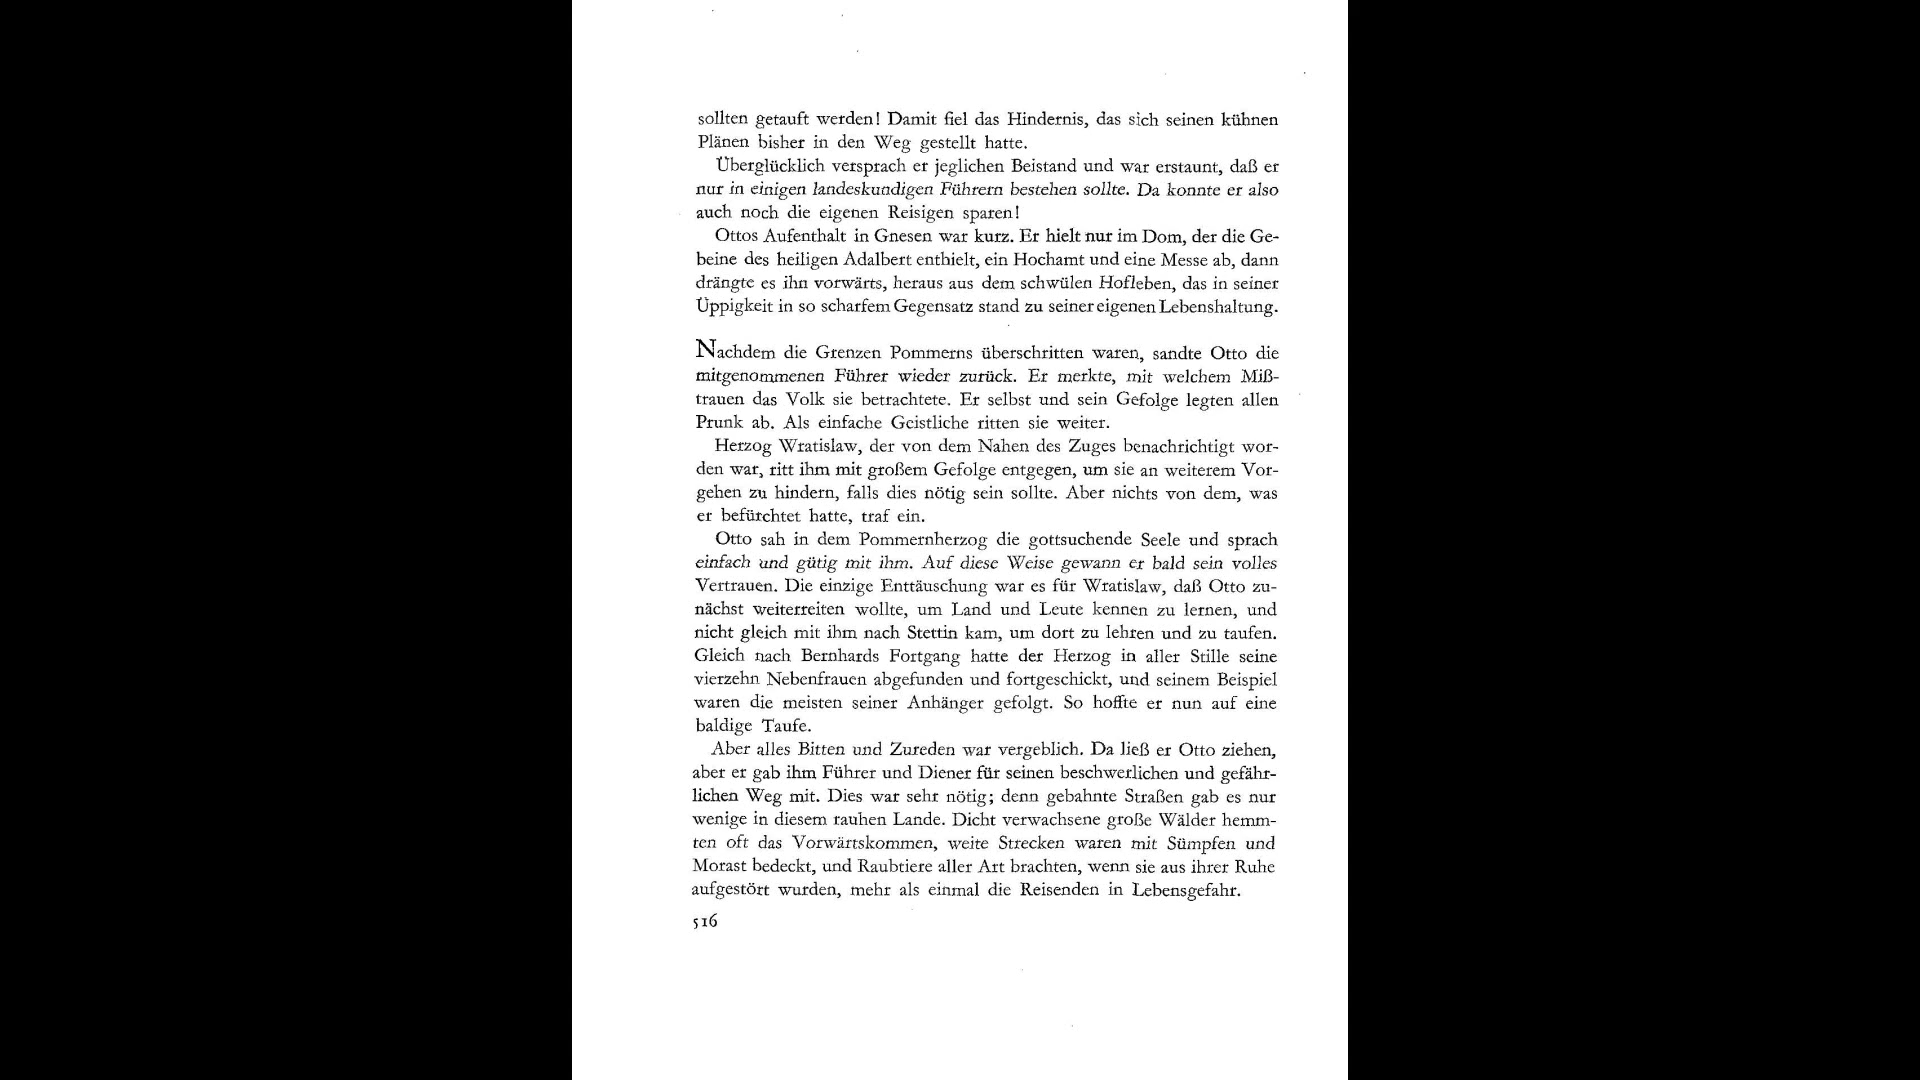 sollten getauft werden! Damit fiel das Hindernis, das sich seinen kühnen
Plänen bisher in den Weg gestellt hatte.
Überglücklich versprach er jeglichen Beistand und war erstaunt, daß er
nur in einigen landeskundigen Führern bestehen sollte. Da konnte er also
auch noch die eigenen Reisigen sparen!
Ottos Aufenthalt in Gnesen war kurz. Er hielt nur im Dom, der die Ge-
beine des heiligen Adalbert enthielt, ein Hochamt und eine Messe ab, dann
drängte es ihn vorwärts, heraus aus dem schwülen Hofleben, das in seiner
Üppigkeit in so scharfem Gegensatz stand zu seiner eigenen Lebenshaltung.
Nachdem die Grenzen Pommerns überschritten waren, sandte Otto die
mitgenommenen Führer wieder zurück. Er merkte, mit welchem Miß-
trauen das Volk sie betrachtete. Er selbst und sein Gefolge legten allen
Prunk ab. Als einfache Geistliche ritten sie weiter.
Herzog Wratislaw, der von dem Nahen des Zuges benachrichtigt wor-
den war, ritt ihm mit großem Gefolge entgegen, um sie an weiterem Vor-
gehen zu hindern, falls dies nötig sein sollte. Aber nichts von dem, was
er befürchtet hatte, traf ein.
Otto sah in dem Pommernherzog die gottsuchende Seele und sprach
einfach und gütig mit ihm. Auf diese Weise gewann er bald sein volles
Vertrauen. Die einzige Enttäuschung war es für Wratislaw, daß Otto zu-
nächst weiterreiten wollte, um Land und Leute kennen zu lernen, und
nicht gleich mit ihm nach Stettin kam, um dort zu lehren und zu taufen.
Gleich nach Bernhards Fortgang hatte der Herzog in aller Stille seine
vierzehn Nebenfrauen abgefunden und fortgeschickt, und seinem Beispiel
waren die meisten seiner Anhänger gefolgt. So hoffte er nun auf eine
baldige Taufe.
Aber alles Bitten und Zureden war vergeblich. Da ließ er Otto ziehen,
aber er gab ihm Führer und Diener für seinen beschwerlichen und gefähr-
lichen Weg mit. Dies war sehr nötig; denn gebahnte Straßen gab es nur
wenige in diesem rauhen Lande. Dicht verwachsene große Wälder hemm-
ten oft das Vorwärtskommen, weite Strecken waren mit Sümpfen und
Morast bedeckt, und Raubtiere aller Art brachten, wenn sie aus ihrer Ruhe
aufgestört wurden, mehr als einmal die Reisenden in Lebensgefahr.
516